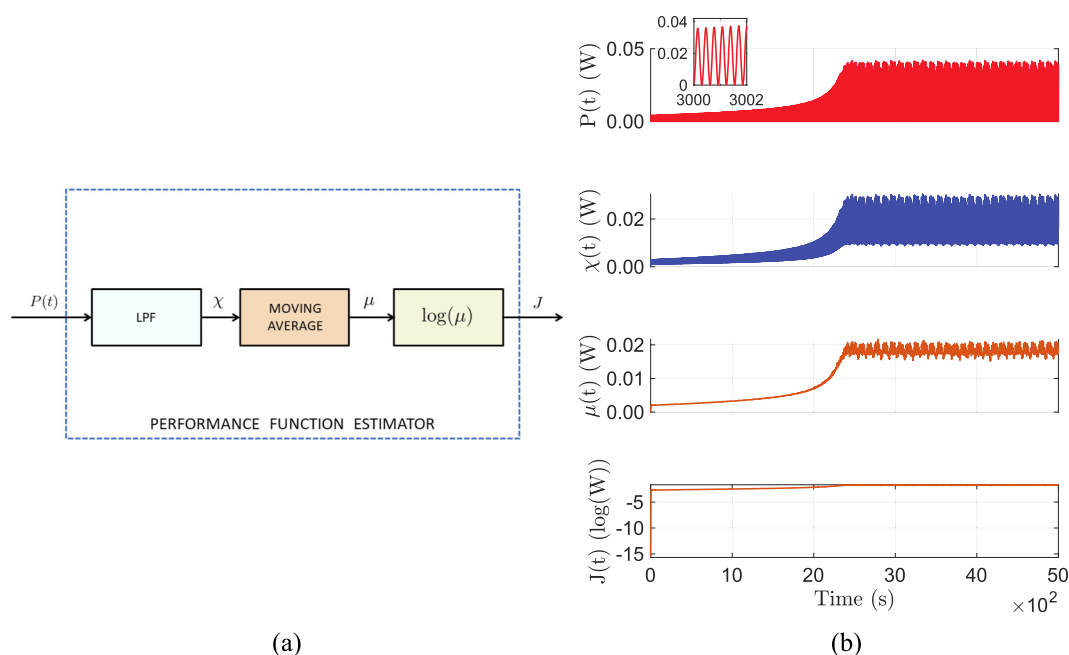 P(t)
LPF
χ
MOVING
AVERAGE
μ
log(μ)
J
PERFORMANCE FUNCTION ESTIMATOR
(a)
0.04
0.02
0
3000 3002
0.05
0.00
P(t) (W)
0.02
0.00
χ(t) (W)
0.02
0.01
0.00
μ(t) (W)
-5
-10
-15
J(t) (log(W))
0 10 20 30 40 50
Time (s)
×10²
(b)